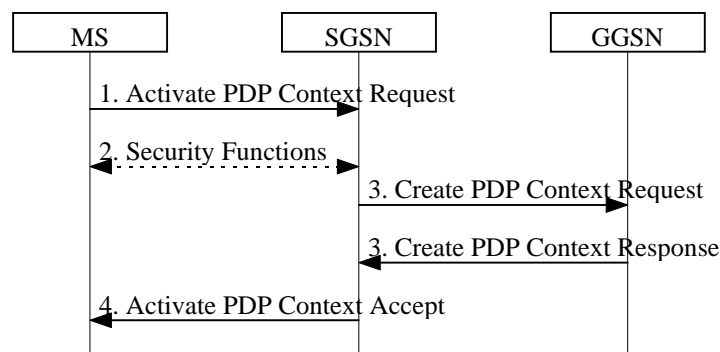 MS
SGSN
GGSN
1. Activate PDP Context Request
2. Security Functions
3. Create PDP Context Request
3. Create PDP Context Response
4. Activate PDP Context Accept